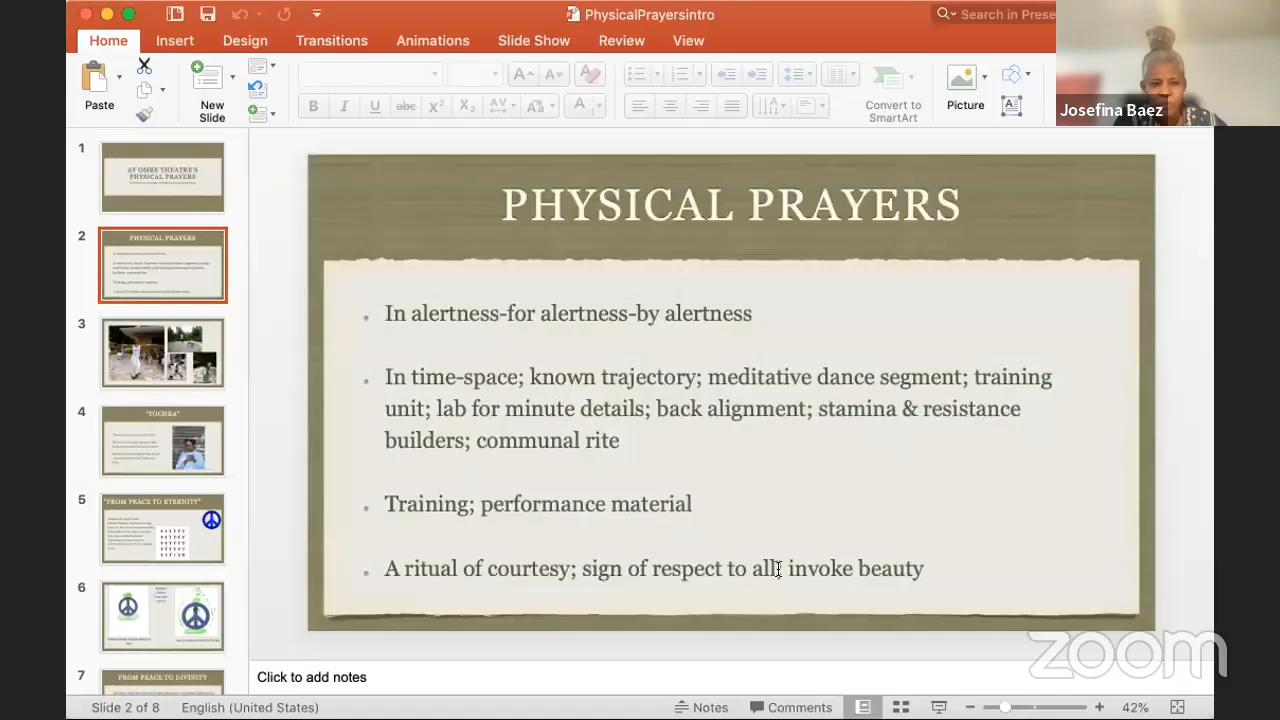 PhysicalPrayersintro
Search in Prese
Home Insert Design Transitions Animations Slide Show Review View
Paste
New
Slide
Convert to
SmartArt
Picture
Josefina Baez
1
AY OMBE THEATRE'S
PHYSICAL PRAYERS
2
PHYSICAL PRAYERS
3
4
"TOCHKA"
5
"FROM PEACE TO ETERNITY"
6
7
FROM PEACE TO DIVINITY
PHYSICAL PRAYERS
In alertness-for alertness-by alertness
In time-space; known trajectory; meditative dance segment; training
unit; lab for minute details; back alignment; stamina & resistance
builders; communal rite
Training; performance material
A ritual of courtesy; sign of respect to all; invoke beauty
zoom
Click to add notes
Slide 2 of 8 English (United States) Notes Comments 42%